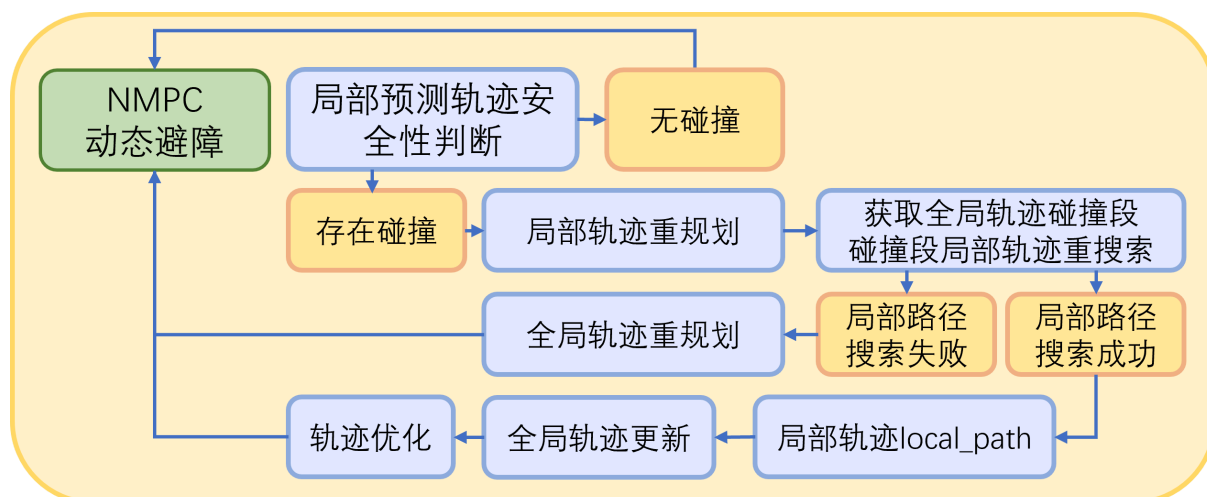 NMPC
动态避障
局部预测轨迹安
全性判断
无碰撞
存在碰撞
局部轨迹重规划
获取全局轨迹碰撞段
碰撞段局部轨迹重搜索
全局轨迹重规划
局部路径
搜索失败
局部路径
搜索成功
轨迹优化
全局轨迹更新
局部轨迹local_path